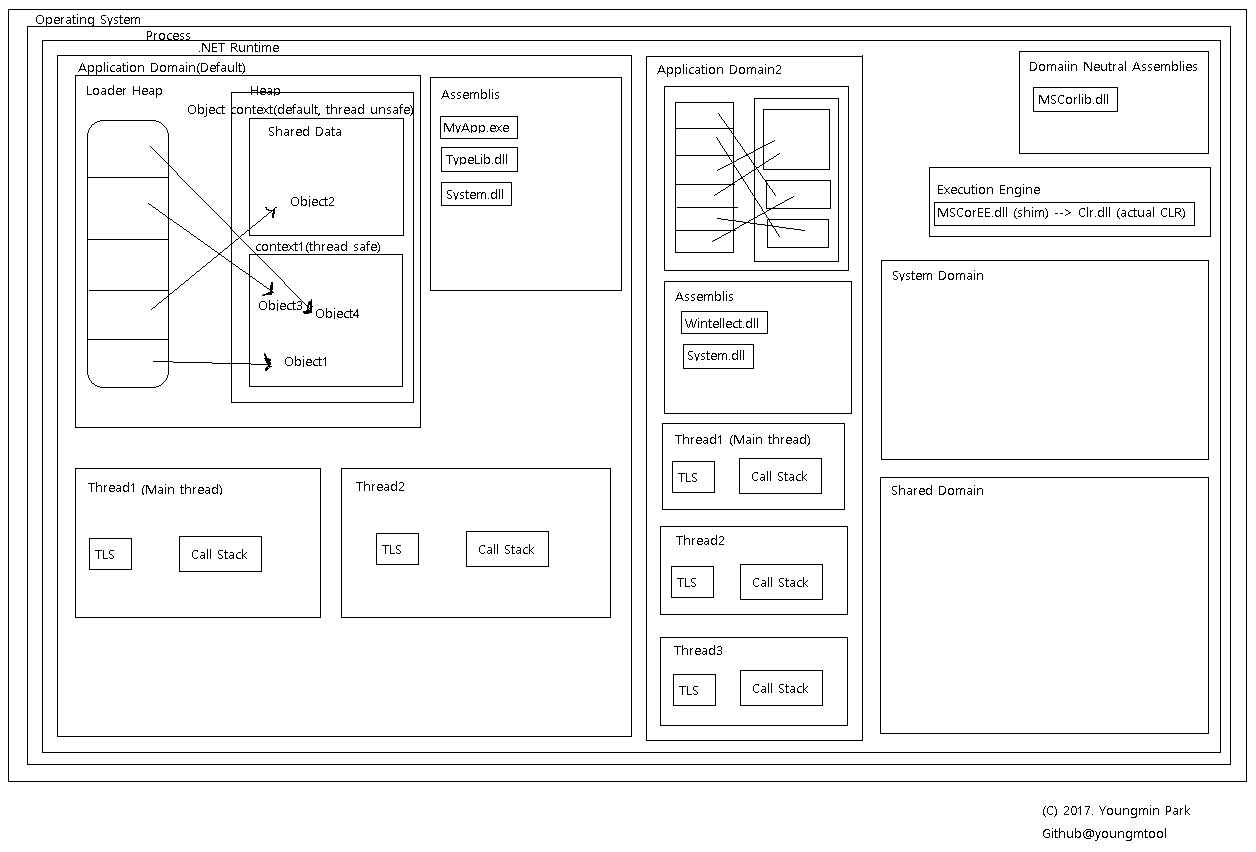 Operating System
Process
.NET Runtime
Application Domain(Default)
Loader Heap
Heap
Object context(default, thread unsafe)
Shared Data
Object2
context1(thread safe)
Object3
Object4
Object1
Assemblis
MyApp.exe
TypeLib.dll
System.dll
Thread1 (Main thread)
TLS
Call Stack
Thread2
TLS
Call Stack
Application Domain2
Assemblis
Wintellect.dll
System.dll
Thread1 (Main thread)
TLS
Call Stack
Thread2
TLS
Call Stack
Thread3
TLS
Call Stack
Domaiin Neutral Assemblies
MSCorlib.dll
Execution Engine
MSCorEE.dll (shim) --> Clr.dll (actual CLR)
System Domain
Shared Domain
(C) 2017. Youngmin Park
Github@youngmtool